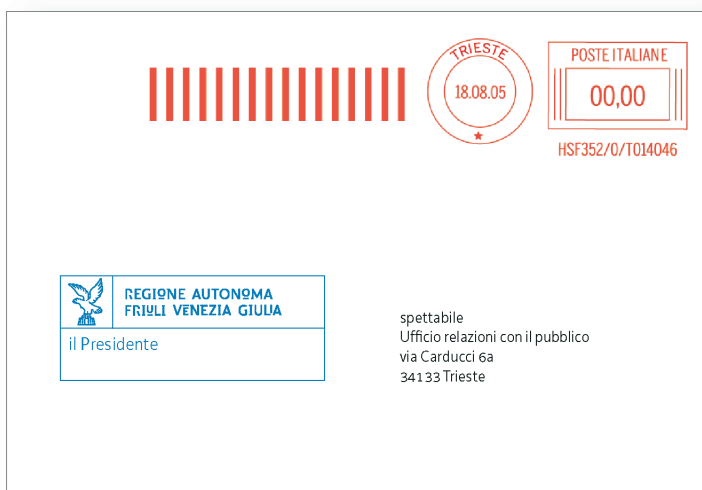 TRIESTE
18.08.05
POSTE ITALIANE
00,00
HSF352/0/T014046
REGIONE AUTONOMA
FRIULI VENEZIA GIULIA
il Presidente
spettabile
Ufficio relazioni con il pubblico
via Carducci 6a
34133 Trieste